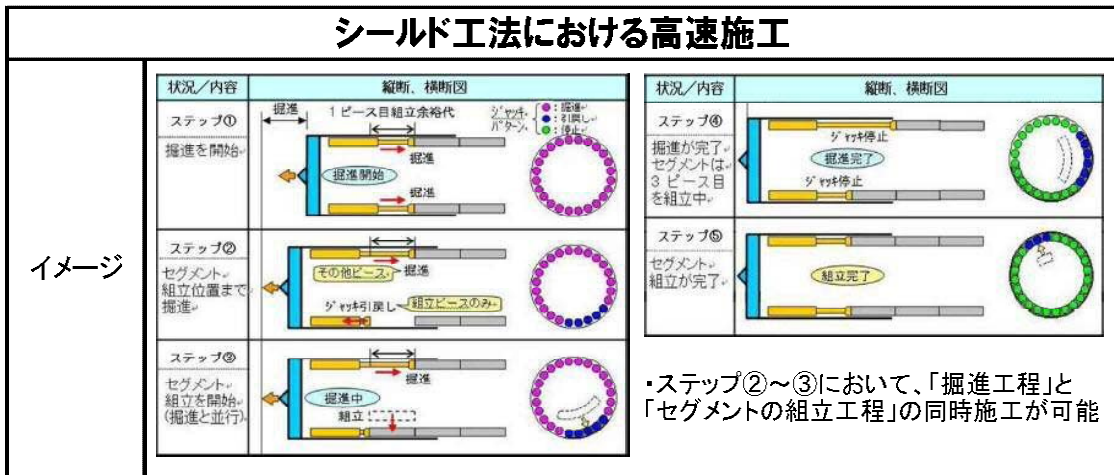 シールド工法における高速施工
イメージ
状況／内容
縦断、横断図
ステップ①
掘進を開始
掘進
1ピース目組立余裕代
ジャッキパターン
●：掘進
●：引戻し
●：停止
掘進
掘進開始
掘進
ステップ②
セグメント
組立位置まで
掘進
その他ピース
掘進
ジャッキ引戻し
組立ピースのみ
ステップ③
セグメント
組立を開始
(掘進と並行)
掘進
掘進中
組立
状況／内容
縦断、横断図
ステップ④
掘進が完了
セグメントは
3ピース目
を組立中
ジャッキ停止
掘進完了
ジャッキ停止
ステップ⑤
セグメント
組立が完了
組立完了
・ステップ②～③において、「掘進工程」と
「セグメントの組立工程」の同時施工が可能